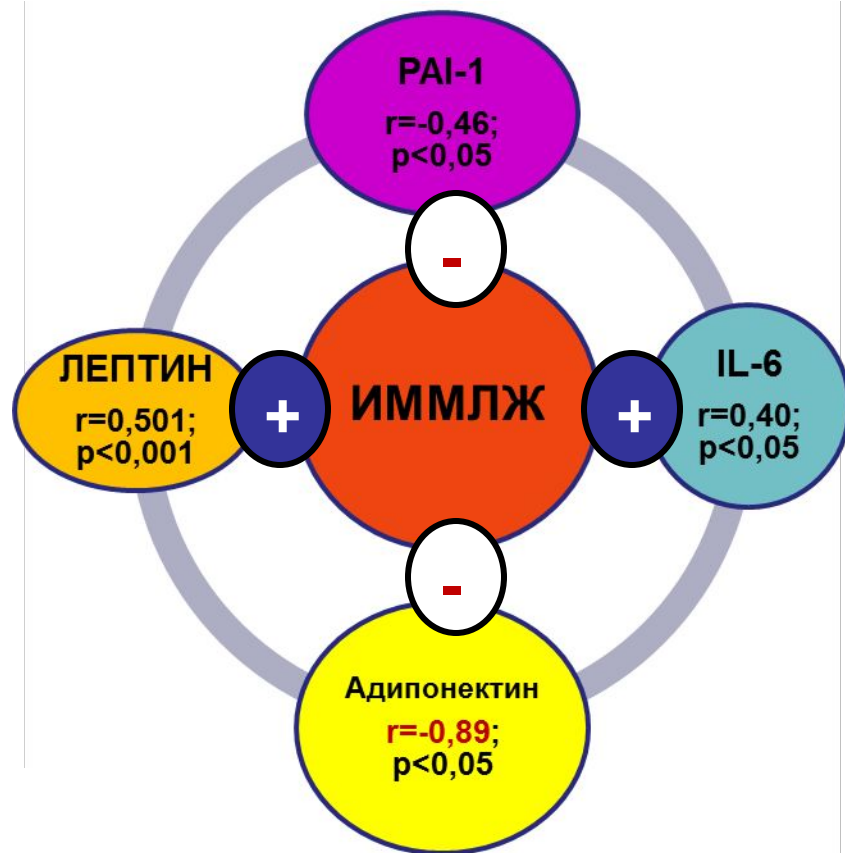 PAI-1
r=-0,46;
p<0,05
-
ЛЕПТИН
r=0,501;
p<0,001
+
ИММЛЖ
+
IL-6
r=0,40;
p<0,05
-
Адипонектин
r=-0,89;
p<0,05